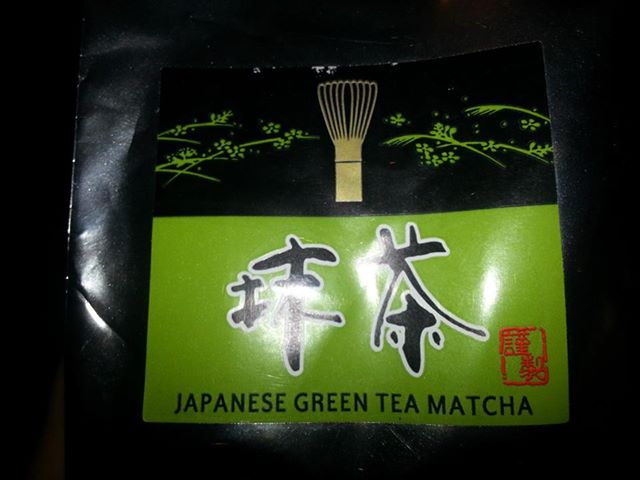 抹茶
謹製
JAPANESE GREEN TEA MATCHA